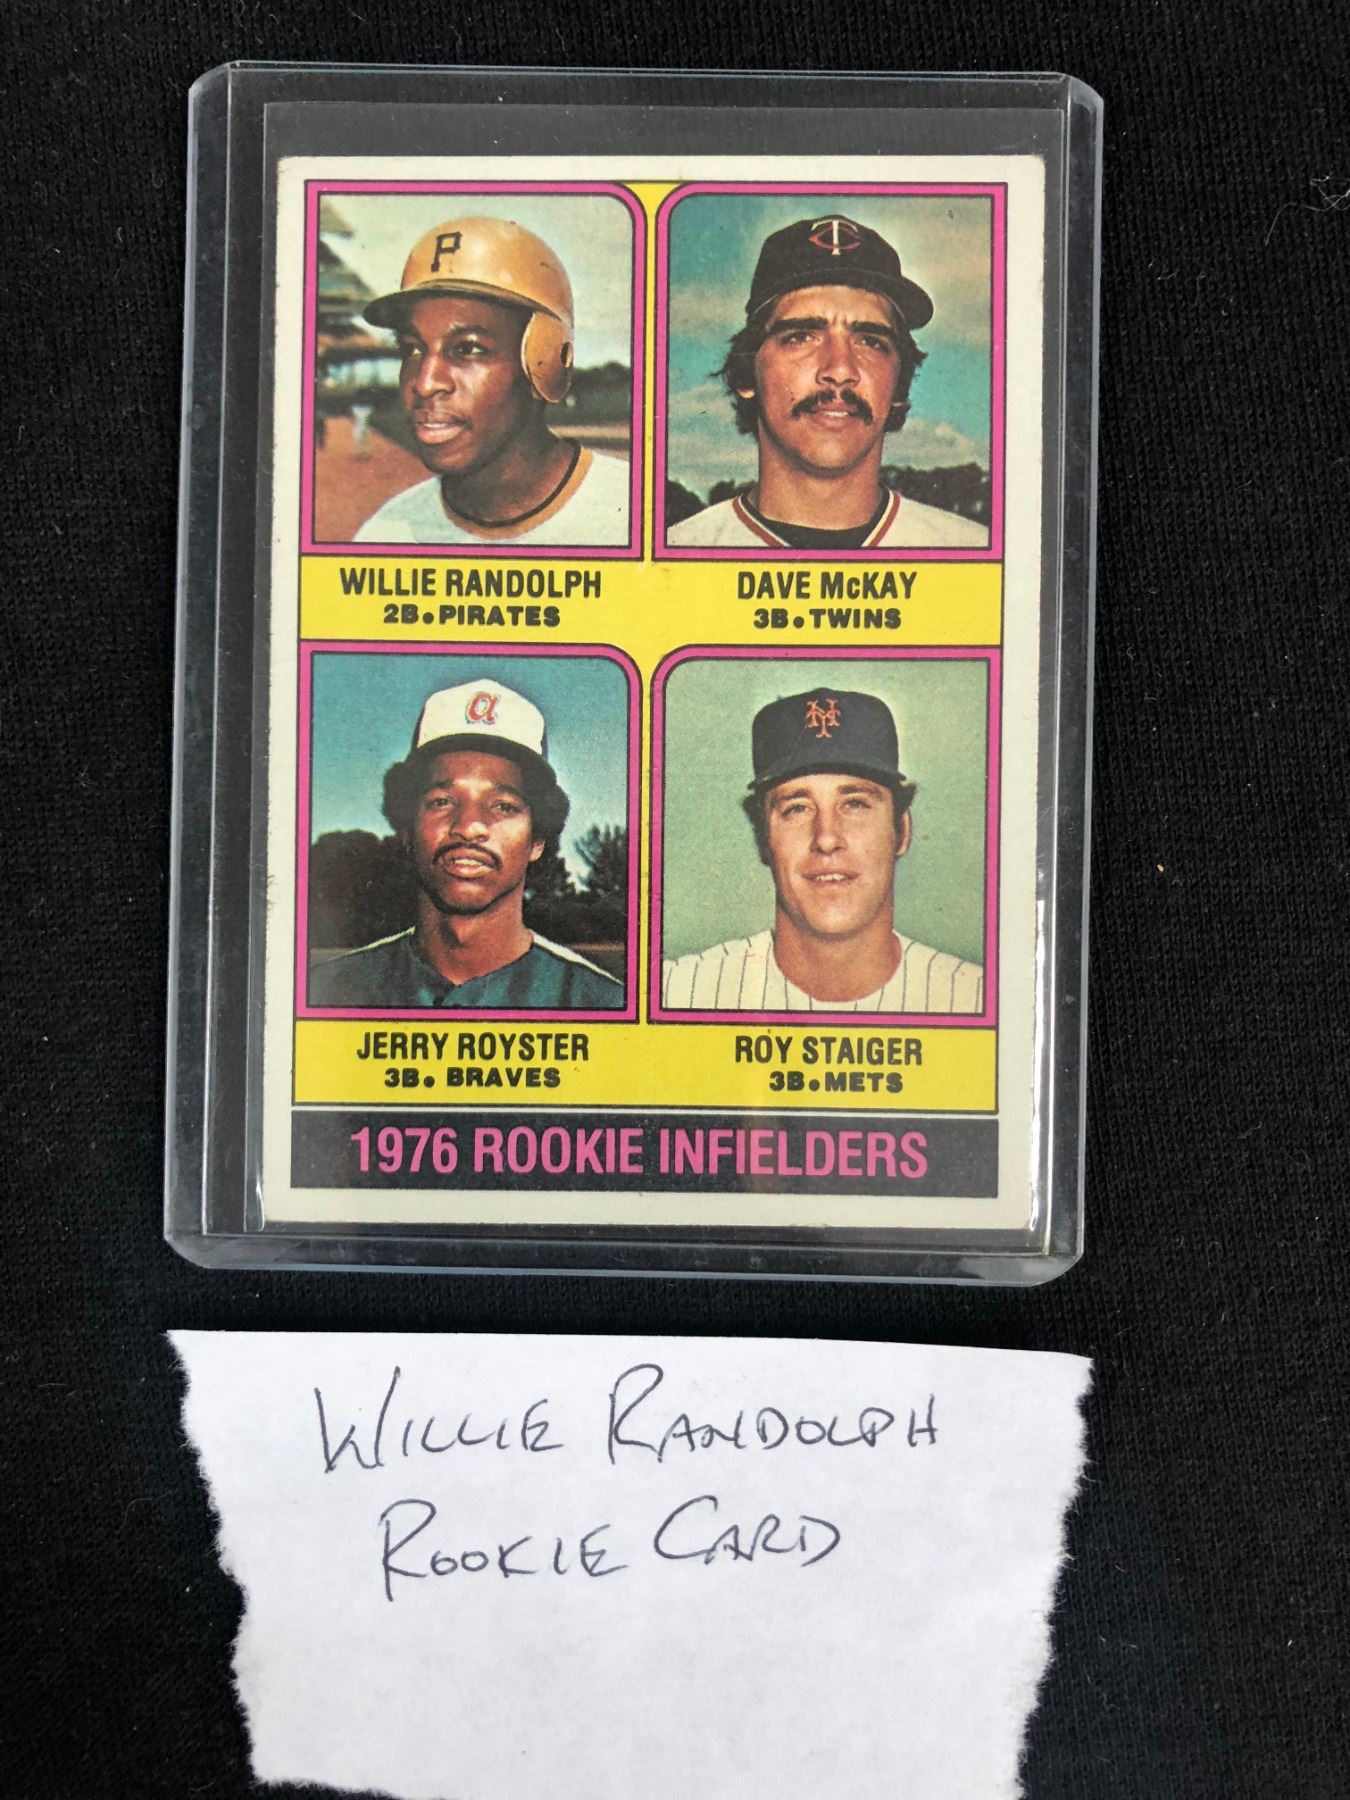 P
TC
WILLIE RANDOLPH
2B.PIRATES
DAVE McKAY
3B.TWINS
a
NY
JERRY ROYSTER
3B. BRAVES
ROY STAIGER
3B.METS
1976 ROOKIE INFIELDERS
WILLIE RANDOLPH
ROOKIE CARD